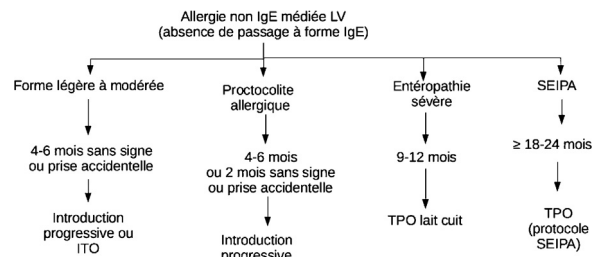 Allergie non IgE médiée LV
(absence de passage à forme IgE)
Forme légère à modérée
4-6 mois sans signe
ou prise accidentelle
Introduction
progressive ou
ITO
Proctocolite
allergique
4-6 mois
ou 2 mois sans signe
ou prise accidentelle
Introduction
progressive
Entéropathie
sévère
9-12 mois
TPO lait cuit
SEIPA
≥ 18-24 mois
TPO
(protocole
SEIPA)